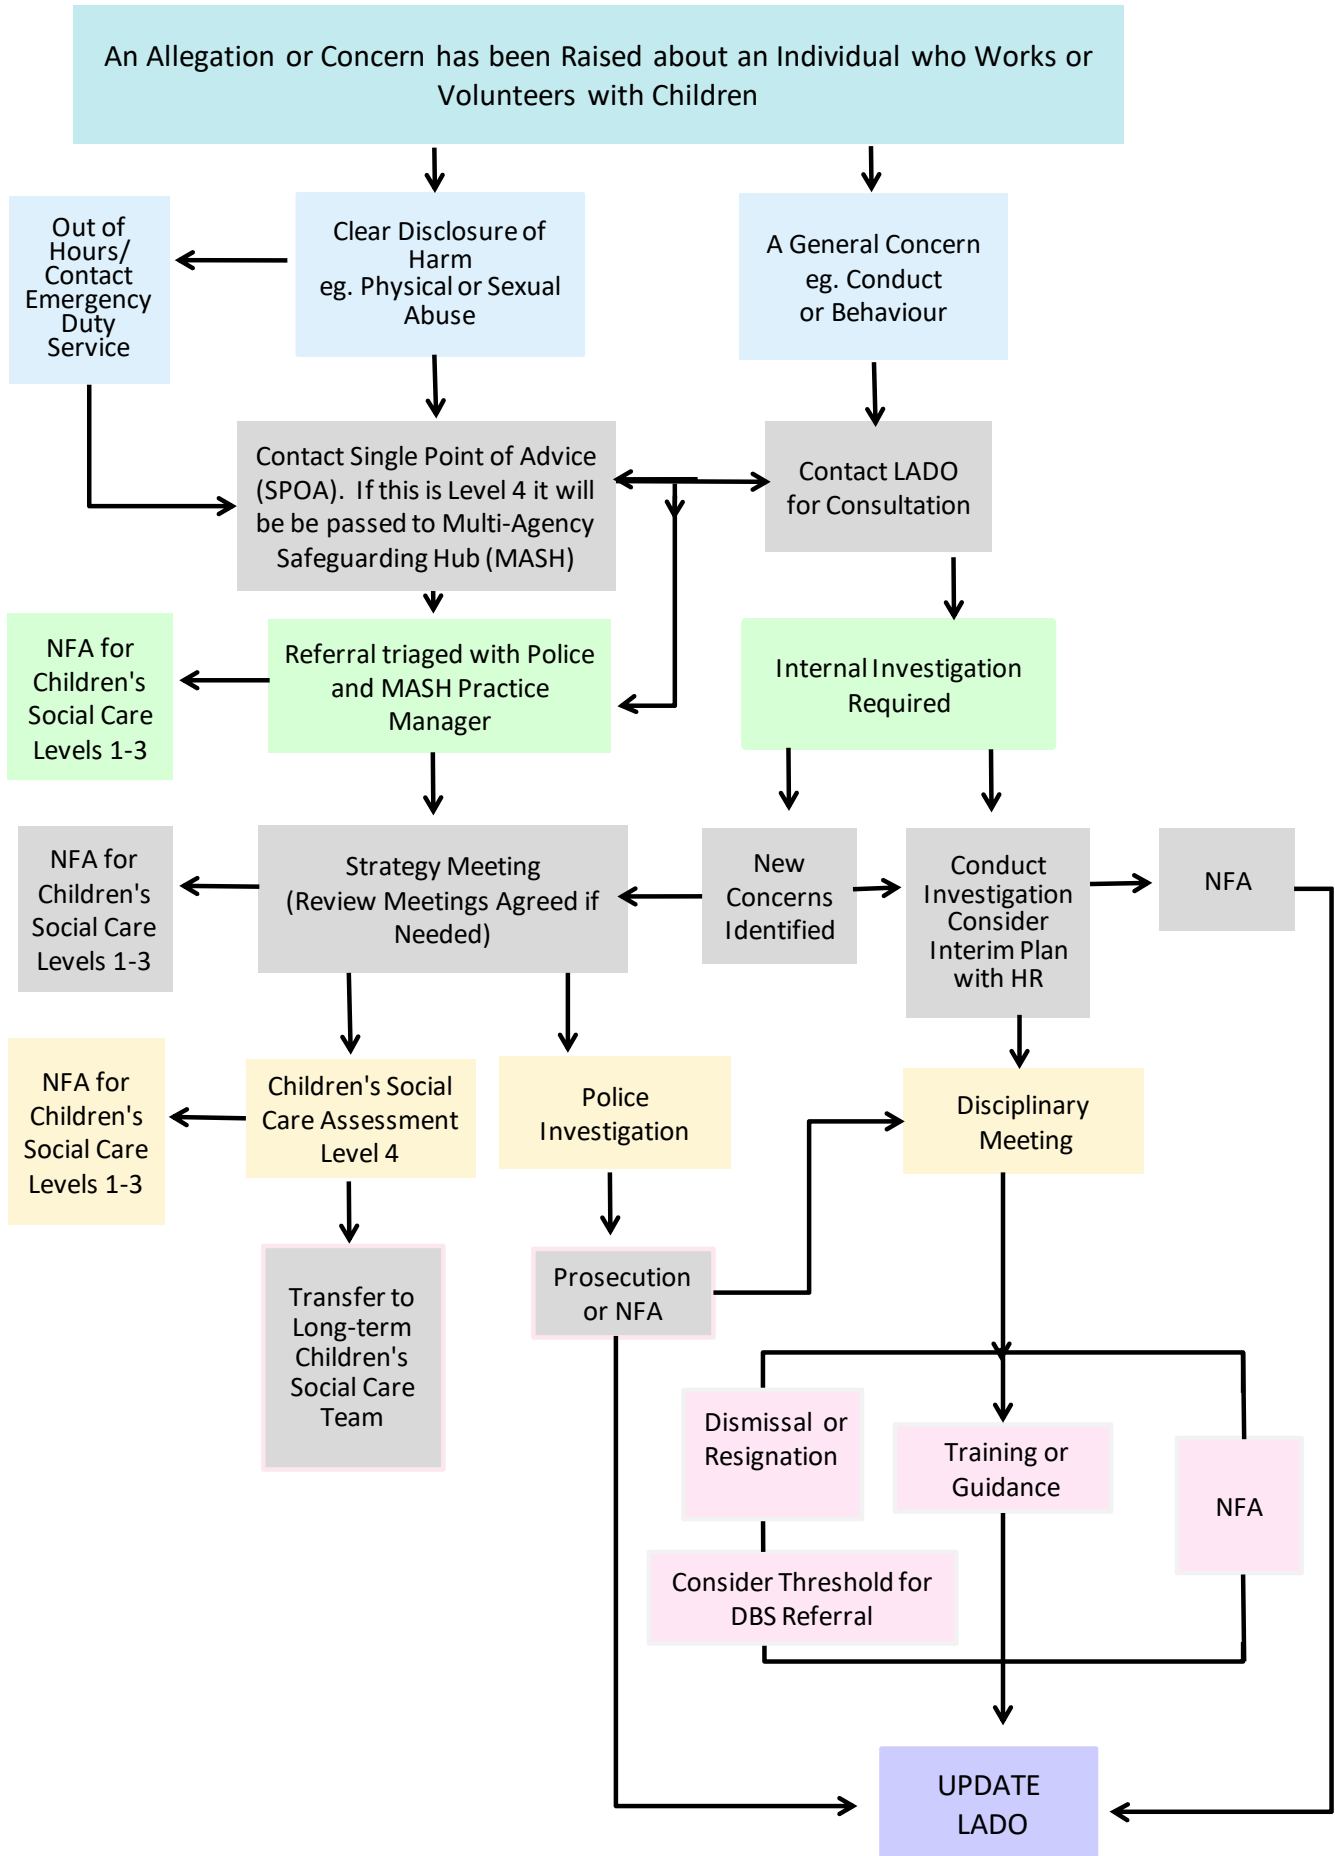 An Allegation or Concern has been Raised about an Individual who Works or
Volunteers with Children
Out of
Hours/
Contact
Emergency
Duty
Service
Clear Disclosure of
Harm
eg. Physical or Sexual
Abuse
A General Concern
eg. Conduct
or Behaviour
Contact Single Point of Advice
(SPOA). If this is Level 4 it will
be be passed to Multi-Agency
Safeguarding Hub (MASH)
Contact LADO
for Consultation
NFA for
Children's
Social Care
Levels 1-3
Referral triaged with Police
and MASH Practice
Manager
Internal Investigation
Required
NFA for
Children's
Social Care
Levels 1-3
Strategy Meeting
(Review Meetings Agreed if
Needed)
New
Concerns
Identified
Conduct
Investigation
Consider
Interim Plan
with HR
NFA
NFA for
Children's
Social Care
Levels 1-3
Children's Social
Care Assessment
Level 4
Police
Investigation
Disciplinary
Meeting
Transfer to
Long-term
Children's
Social Care
Team
Prosecution
or NFA
Dismissal or
Resignation
Training or
Guidance
NFA
Consider Threshold for
DBS Referral
UPDATE
LADO